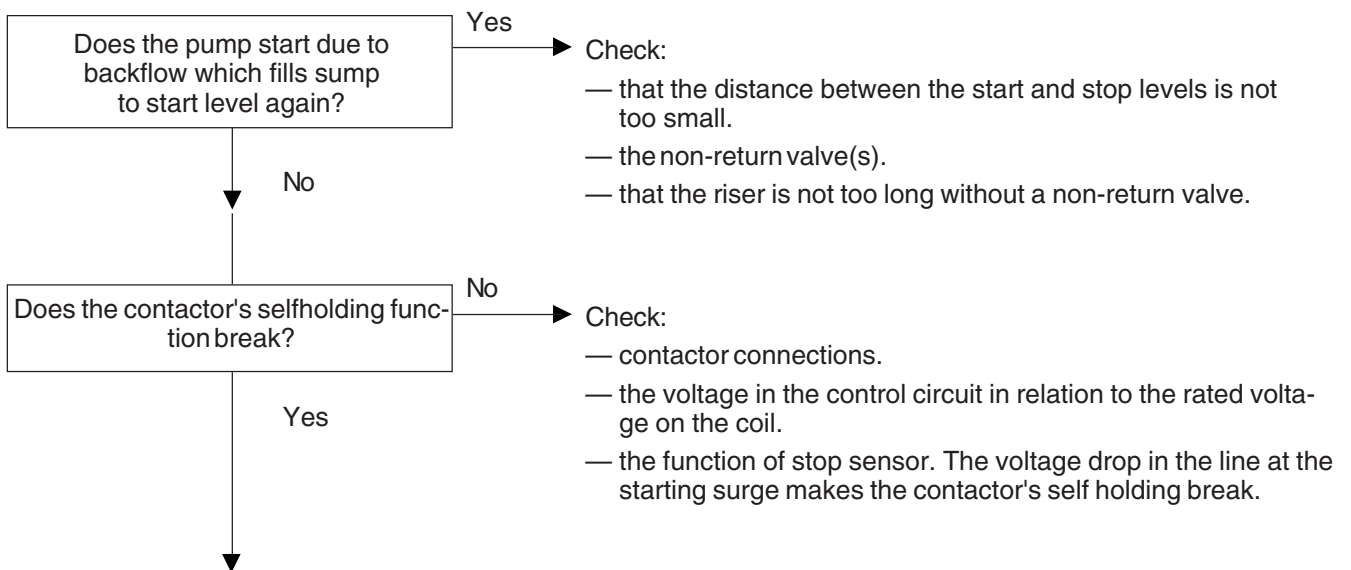 Does the pump start due to
backflow which fills sump
to start level again?
Yes
Check:
— that the distance between the start and stop levels is not
too small.
— the non-return valve(s).
— that the riser is not too long without a non-return valve.
No
Does the contactor's selfholding func-
tion break?
No
Check:
— contactor connections.
— the voltage in the control circuit in relation to the rated volta-
ge on the coil.
— the function of stop sensor. The voltage drop in the line at the
starting surge makes the contactor's self holding break.
Yes